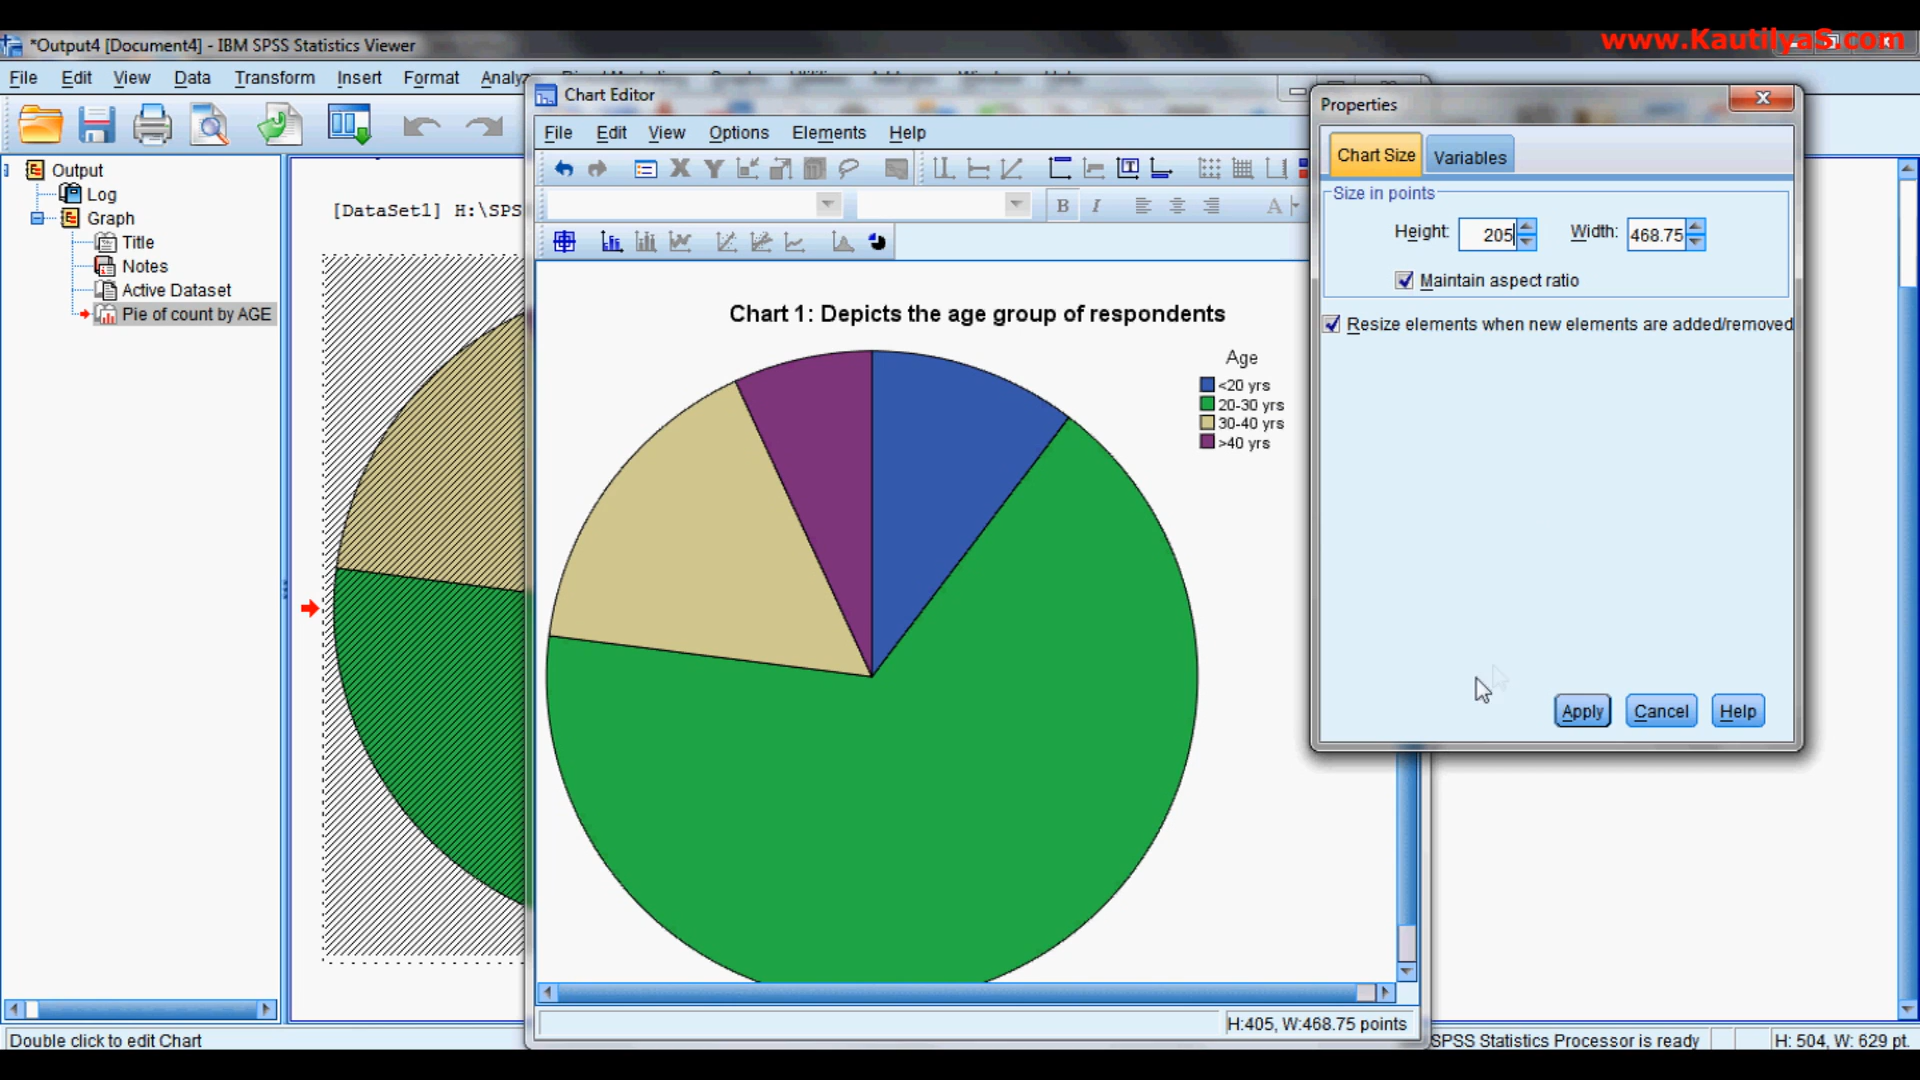 www.KautilyaS.com
*Output4 [Document4] - IBM SPSS Statistics Viewer
File Edit View Data Transform Insert Format
Output
Log
Graph
Title
Notes
Active Dataset
Pie of count by AGE
[DataSet1] H:\SPS
Chart Editor
File Edit View Options Elements Help
X Y
B I A
Chart 1: Depicts the age group of respondents
Age
<20 yrs
20-30 yrs
30-40 yrs
>40 yrs
H:405, W:468.75 points
Properties
Chart Size Variables
Size in points
Height: 205 Width: 468.75
Maintain aspect ratio
Resize elements when new elements are added/removed
Apply Cancel Help
Double click to edit Chart
SPSS Statistics Processor is ready
H: 504, W: 629 pt.